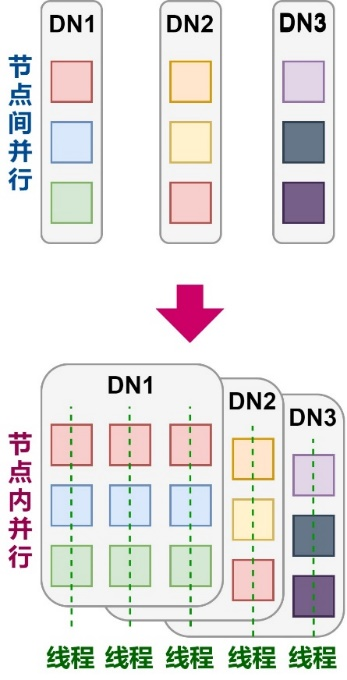 DN1 DN2 DN3
节点间并行
DN1
DN2
DN3
节点内并行
线程 线程 线程 线程 线程